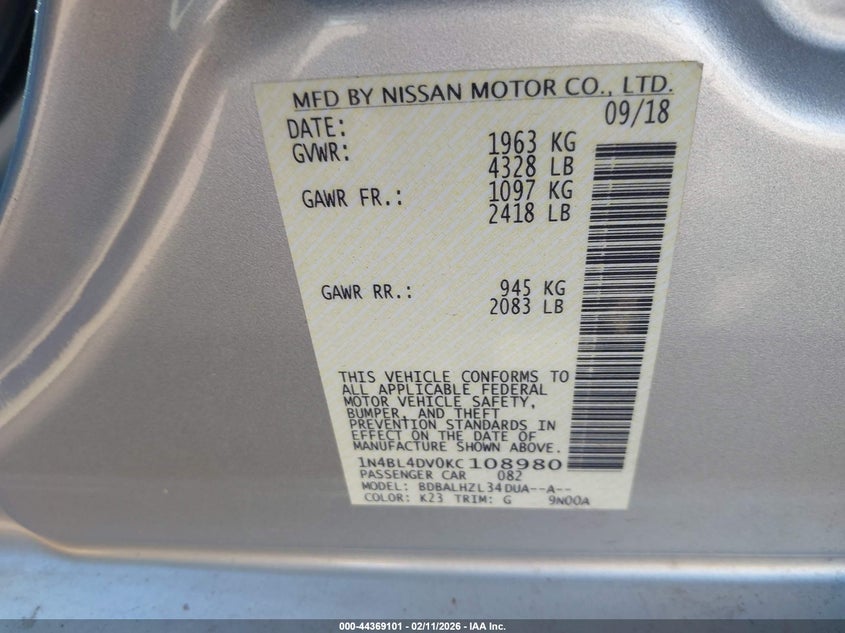 MFD BY NISSAN MOTOR CO., LTD.
DATE: 09/18
GVWR: 1963 KG
4328 LB
GAWR FR.: 1097 KG
2418 LB
GAWR RR.: 945 KG
2083 LB
THIS VEHICLE CONFORMS TO
ALL APPLICABLE FEDERAL
MOTOR VEHICLE SAFETY,
BUMPER, AND THEFT
PREVENTION STANDARDS IN
EFFECT ON THE DATE OF
MANUFACTURE SHOWN ABOVE.
1N4BL4DV0KC108980
PASSENGER CAR 082
MODEL: BDBALHZL34DUA--A--
COLOR: K23 TRIM: G 9N00A
000-44369101 - 02/11/2026 - IAA Inc.